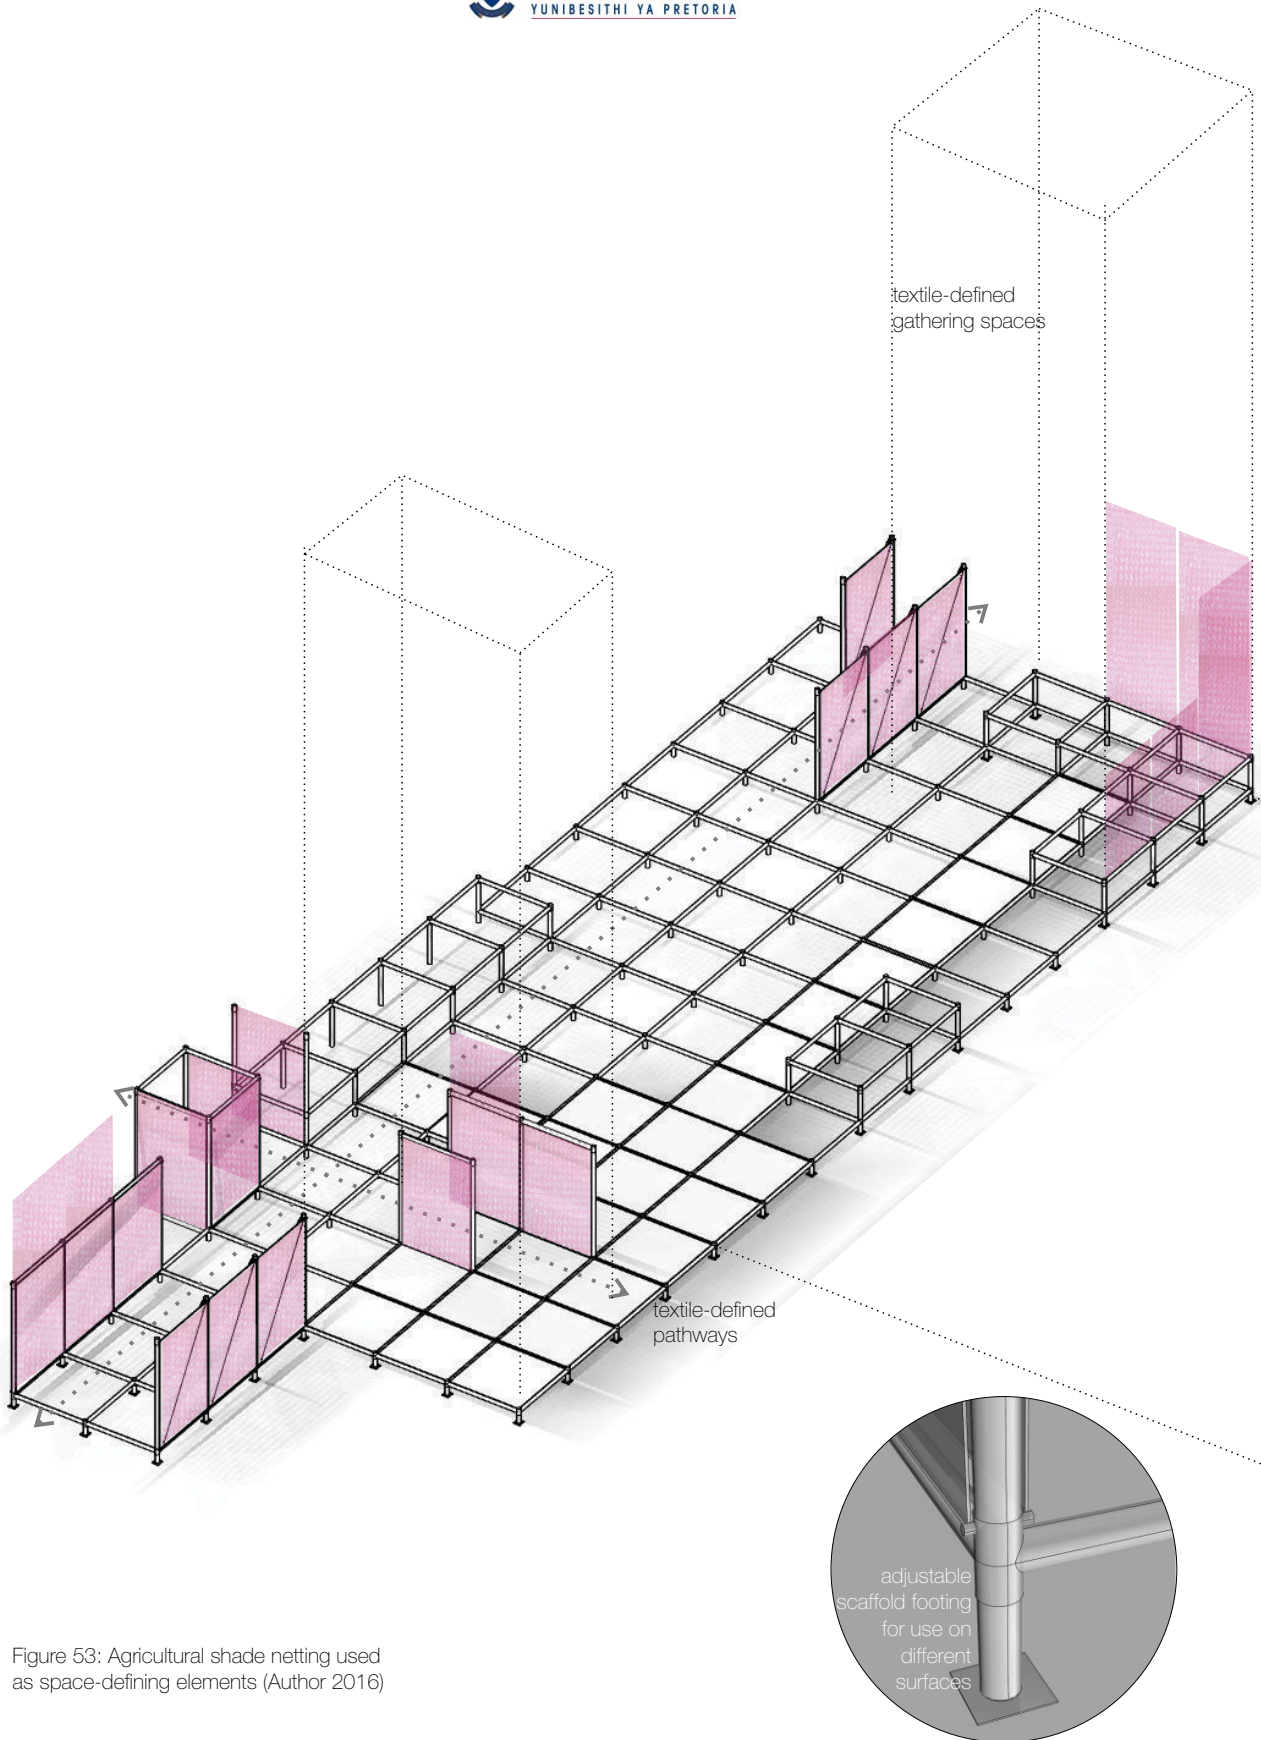 YUNIBESITHI YA PRETORIA
textile-defined
gathering spaces
textile-defined
pathways
adjustable
scaffold footing
for use on
different
surfaces
Figure 53: Agricultural shade netting used
as space-defining elements (Author 2016)